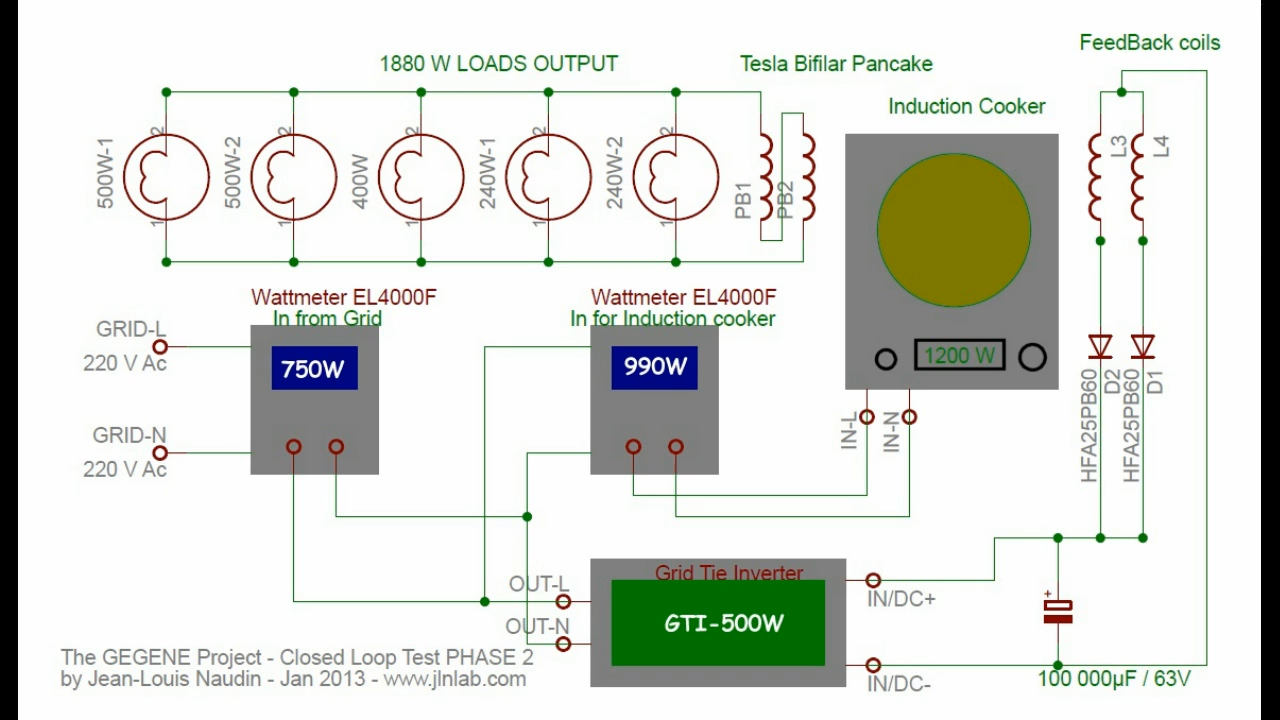 FeedBack coils
1880 W LOADS OUTPUT
Tesla Bifilar Pancake
Induction Cooker
500W-1
2
1
500W-2
2
1
400W
2
1
240W-1
2
1
240W-2
2
1
PB1
PB2
L3
L4
Wattmeter EL4000F
In from Grid
750W
Wattmeter EL4000F
In for Induction cooker
990W
GRID-L
220 V Ac
GRID-N
220 V Ac
1200 W
IN-L
IN-N
HFA25PB60
D2
HFA25PB60
D1
Grid Tie Inverter
GTI-500W
OUT-L
OUT-N
IN/DC+
IN/DC-
+
100 000µF / 63V
The GEGENE Project - Closed Loop Test PHASE 2
by Jean-Louis Naudin - Jan 2013 - www.jlnlab.com